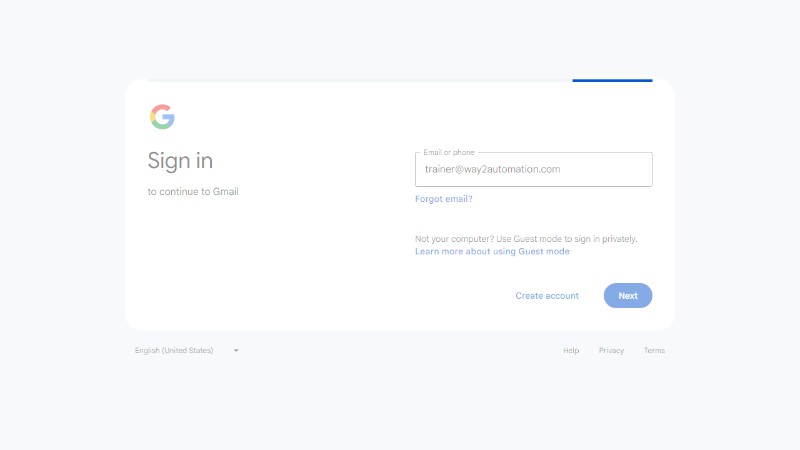 Sign in
to continue to Gmail
Email or phone
trainer@way2automation.com
Forgot email?
Not your computer? Use Guest mode to sign in privately.
Learn more about using Guest mode
Create account
Next
English (United States)
Help
Privacy
Terms